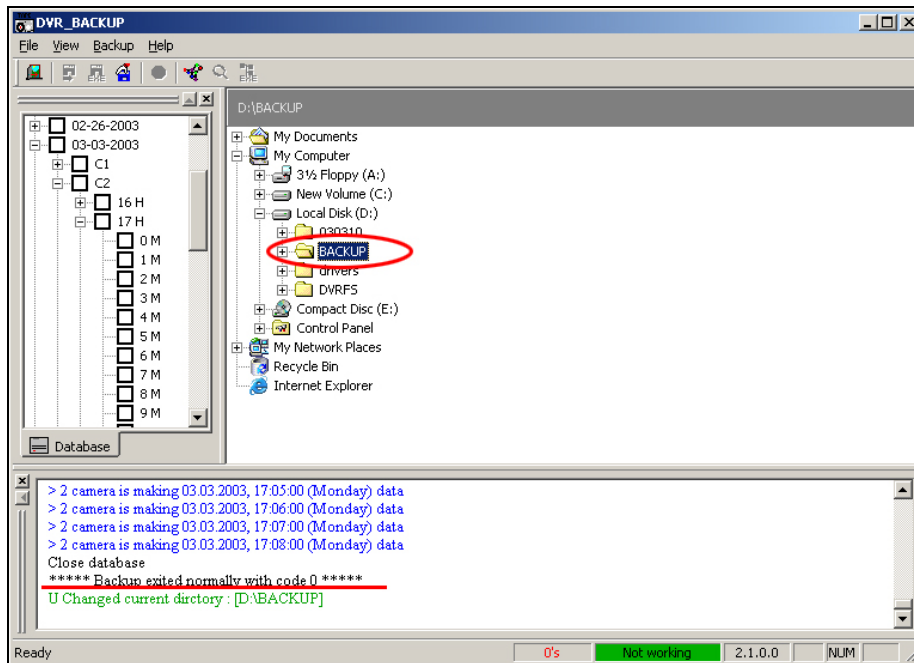 DVR_BACKUP
File View Backup Help
D:\BACKUP
02-26-2003
03-03-2003
C1
C2
16 H
17 H
0 M
1 M
2 M
3 M
4 M
5 M
6 M
7 M
8 M
9 M
Database
My Documents
My Computer
3½ Floppy (A:)
New Volume (C:)
Local Disk (D:)
030310
BACKUP
drivers
DVRFS
Compact Disc (E:)
Control Panel
My Network Places
Recycle Bin
Internet Explorer
> 2 camera is making 03.03.2003, 17:05:00 (Monday) data
> 2 camera is making 03.03.2003, 17:06:00 (Monday) data
> 2 camera is making 03.03.2003, 17:07:00 (Monday) data
> 2 camera is making 03.03.2003, 17:08:00 (Monday) data
Close database
***** Backup exited normally with code 0 *****
U Changed current dirctory : [D:\BACKUP]
Ready 0's Not working 2.1.0.0 NUM